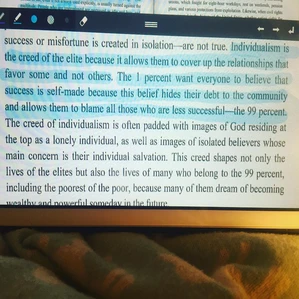 success or misfortune is created in isolation—are not true. Individualism is
the creed of the elite because it allows them to cover up the relationships that
favor some and not others. The 1 percent want everyone to believe that
success is self-made because this belief hides their debt to the community
and allows them to blame all those who are less successful—the 99 percent.
The creed of individualism is often padded with images of God residing at
the top as a lonely individual, as well as images of isolated believers whose
main concern is their individual salvation. This creed shapes not only the
lives of the elites but also the lives of many who belong to the 99 percent,
including the poorest of the poor, because many of them dream of becoming
wealthy and powerful someday in the future